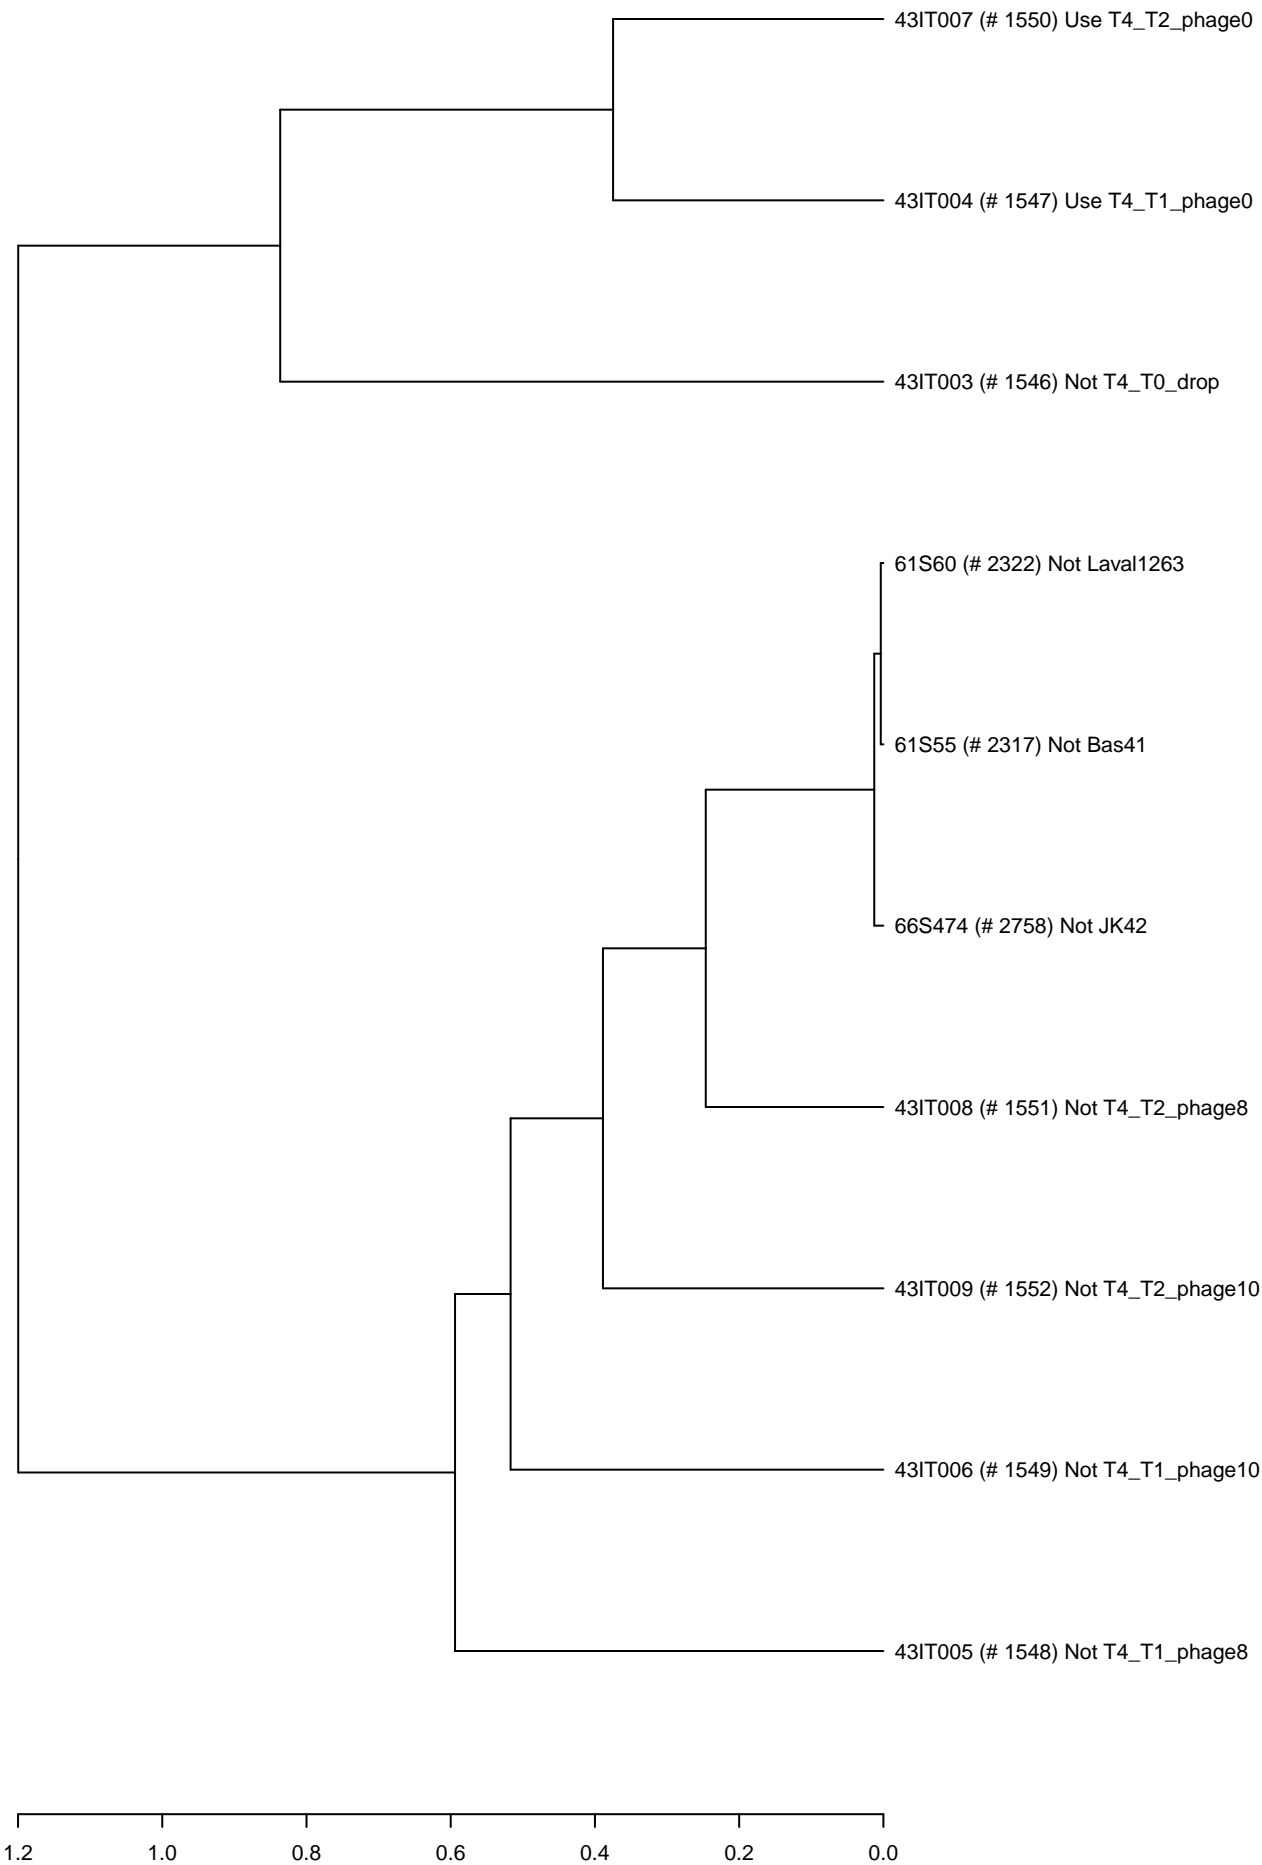 43IT007 (# 1550) Use T4_T2_phage0
43IT004 (# 1547) Use T4_T1_phage0
43IT003 (# 1546) Not T4_T0_drop
61S60 (# 2322) Not Laval1263
61S55 (# 2317) Not Bas41
66S474 (# 2758) Not JK42
43IT008 (# 1551) Not T4_T2_phage8
43IT009 (# 1552) Not T4_T2_phage10
43IT006 (# 1549) Not T4_T1_phage10
43IT005 (# 1548) Not T4_T1_phage8
1.2 1.0 0.8 0.6 0.4 0.2 0.0